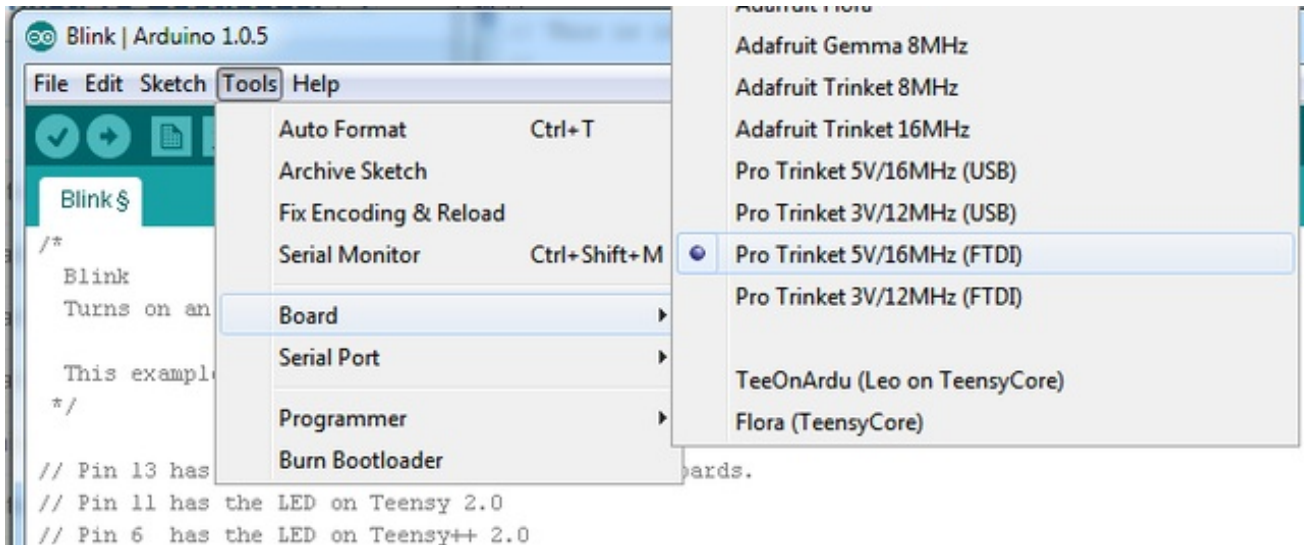 Blink | Arduino 1.0.5
File Edit Sketch Tools Help
Auto Format Ctrl+T
Archive Sketch
Fix Encoding & Reload
Serial Monitor Ctrl+Shift+M
Board
Serial Port
Programmer
Burn Bootloader
Adafruit Flora
Adafruit Gemma 8MHz
Adafruit Trinket 8MHz
Adafruit Trinket 16MHz
Pro Trinket 5V/16MHz (USB)
Pro Trinket 3V/12MHz (USB)
Pro Trinket 5V/16MHz (FTDI)
Pro Trinket 3V/12MHz (FTDI)
TeeOnArdu (Leo on TeensyCore)
Flora (TeensyCore)
Blink §
/*
Blink
Turns on an
This exampl
*/
// Pin 13 has ards.
// Pin 11 has the LED on Teensy 2.0
// Pin 6 has the LED on Teensy++ 2.0